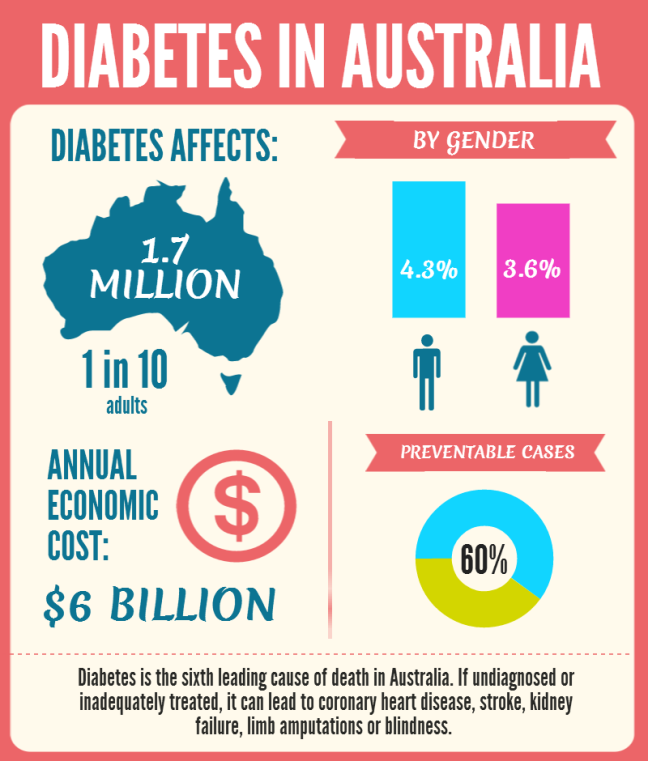 DIABETES IN AUSTRALIA
DIABETES AFFECTS:
1.7
MILLION
1 in 10
adults
BY GENDER
4.3%
3.6%
ANNUAL
ECONOMIC
COST:
$
$6 BILLION
PREVENTABLE CASES
60%
Diabetes is the sixth leading cause of death in Australia. If undiagnosed or
inadequately treated, it can lead to coronary heart disease, stroke, kidney
failure, limb amputations or blindness.